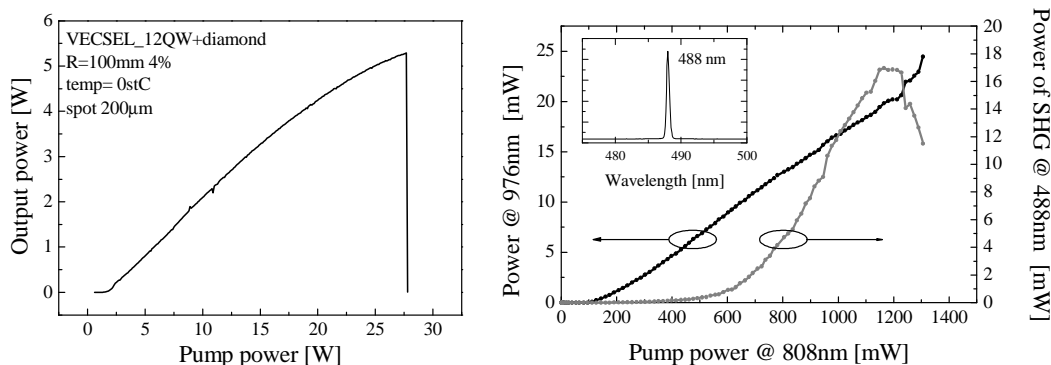 VECSEL_12QW+diamond
R=100mm 4%
temp= 0stC
spot 200μm
6
5
4
3
2
1
0
Output power [W]
0 5 10 15 20 25 30
Pump power [W]
25
20
15
10
5
0
Power @ 976nm [mW]
488 nm
480 490 500
Wavelength [nm]
20
18
16
14
12
10
8
6
4
2
0
Power of SHG @ 488nm [mW]
0 200 400 600 800 1000 1200 1400
Pump power @ 808nm [mW]